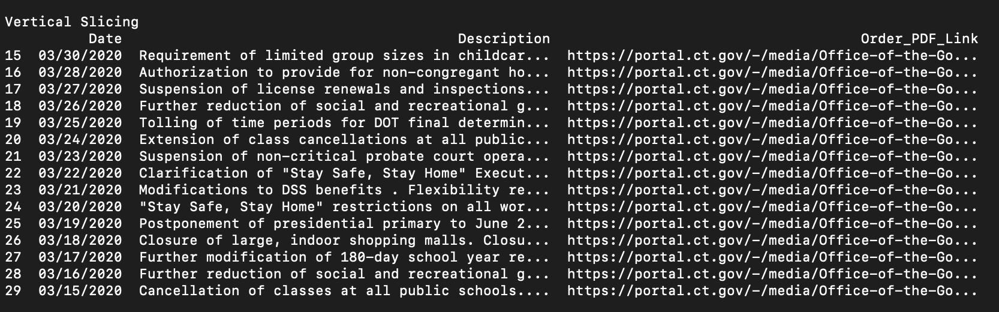 Vertical Slicing
Date Description Order_PDF_Link
15 03/30/2020 Requirement of limited group sizes in childcar... https://portal.ct.gov/-/media/Office-of-the-Go...
16 03/28/2020 Authorization to provide for non-congregant ho... https://portal.ct.gov/-/media/Office-of-the-Go...
17 03/27/2020 Suspension of license renewals and inspections... https://portal.ct.gov/-/media/Office-of-the-Go...
18 03/26/2020 Further reduction of social and recreational g... https://portal.ct.gov/-/media/Office-of-the-Go...
19 03/25/2020 Tolling of time periods for DOT final determin... https://portal.ct.gov/-/media/Office-of-the-Go...
20 03/24/2020 Extension of class cancellations at all public... https://portal.ct.gov/-/media/Office-of-the-Go...
21 03/23/2020 Suspension of non-critical probate court opera... https://portal.ct.gov/-/media/Office-of-the-Go...
22 03/22/2020 Clarification of "Stay Safe, Stay Home" Execut... https://portal.ct.gov/-/media/Office-of-the-Go...
23 03/21/2020 Modifications to DSS benefits . Flexibility re... https://portal.ct.gov/-/media/Office-of-the-Go...
24 03/20/2020 "Stay Safe, Stay Home" restrictions on all wor... https://portal.ct.gov/-/media/Office-of-the-Go...
25 03/19/2020 Postponement of presidential primary to June 2... https://portal.ct.gov/-/media/Office-of-the-Go...
26 03/18/2020 Closure of large, indoor shopping malls. Closu... https://portal.ct.gov/-/media/Office-of-the-Go...
27 03/17/2020 Further modification of 180-day school year re... https://portal.ct.gov/-/media/Office-of-the-Go...
28 03/16/2020 Further reduction of social and recreational g... https://portal.ct.gov/-/media/Office-of-the-Go...
29 03/15/2020 Cancellation of classes at all public schools.... https://portal.ct.gov/-/media/Office-of-the-Go...